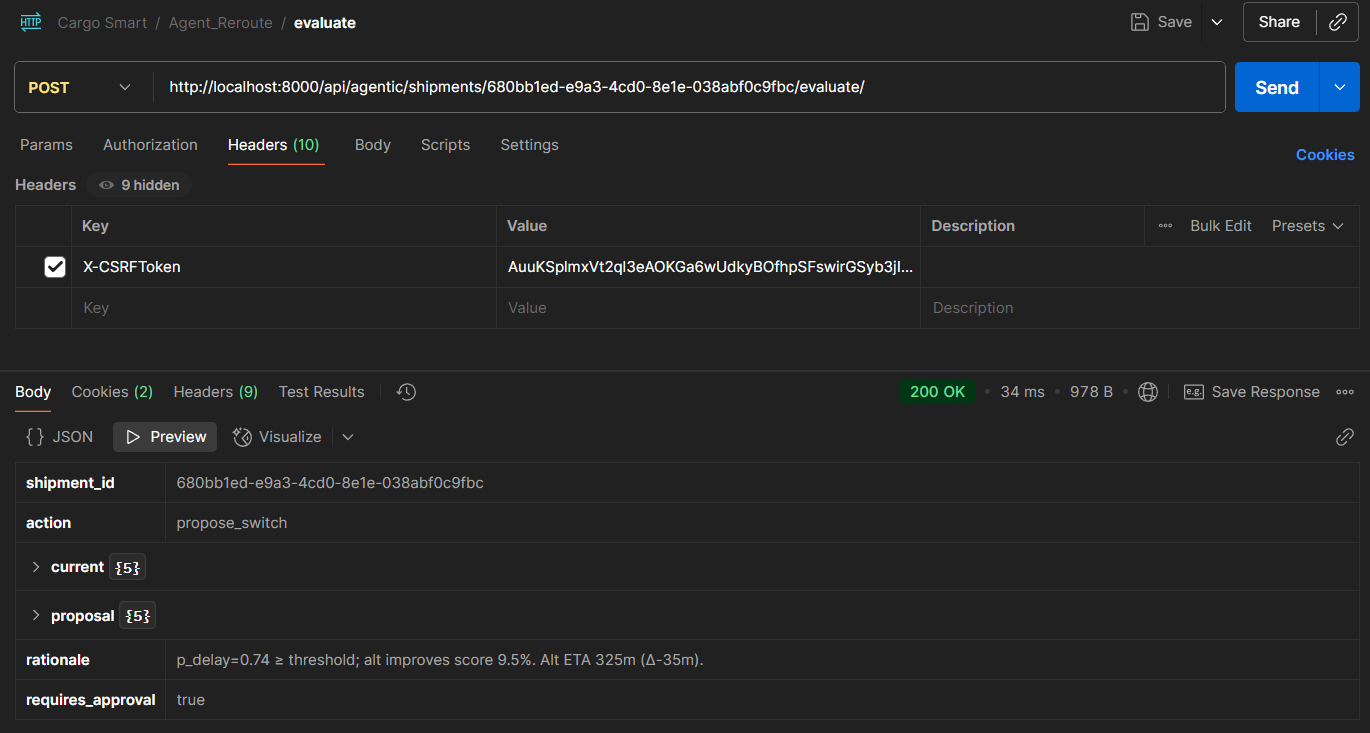 HTTP Cargo Smart / Agent_Reroute / evaluate Save Share
POST http://localhost:8000/api/agentic/shipments/680bb1ed-e9a3-4cd0-8e1e-038abf0c9fbc/evaluate/ Send
Params Authorization Headers (10) Body Scripts Settings Cookies
Headers 9 hidden
Key Value Description Bulk Edit Presets
X-CSRFToken AuuKSplmxVt2ql3eAOKGa6wUdkyBOfhpSFswirGSyb3jI...
Key Value Description
Body Cookies (2) Headers (9) Test Results 200 OK • 34 ms • 978 B • e.g. Save Response
{} JSON Preview Visualize
shipment_id 680bb1ed-e9a3-4cd0-8e1e-038abf0c9fbc
action propose_switch
current {5}
proposal {5}
rationale p_delay=0.74 ≥ threshold; alt improves score 9.5%. Alt ETA 325m (Δ-35m).
requires_approval true